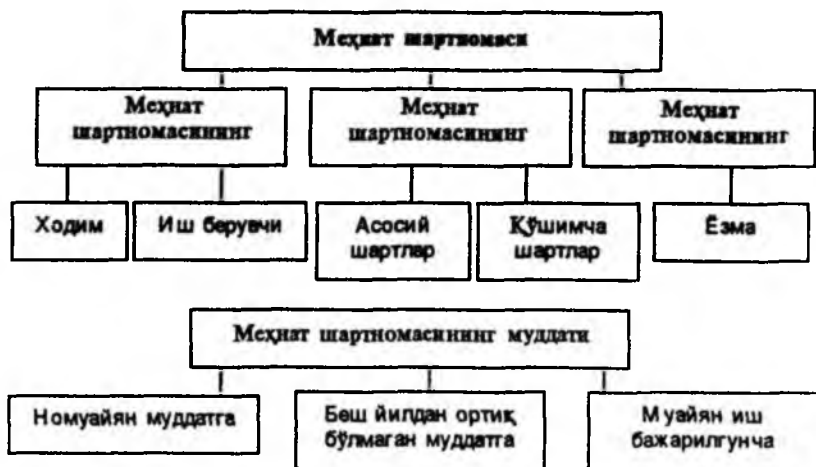 Меҳнат шартномаси
Меҳнат
шартномасининг
Меҳнат
шартномасининг
Меҳнат
шартномасининг
Ходим
Иш берувчи
Асосий
шартлар
Қўшимча
шартлар
Ёзма
Меҳнат шартномасининг муддати
Номуайян муддатга
Беш йилдан ортиқ
бўлмаган муддатга
Муайян иш
бажарилгунча